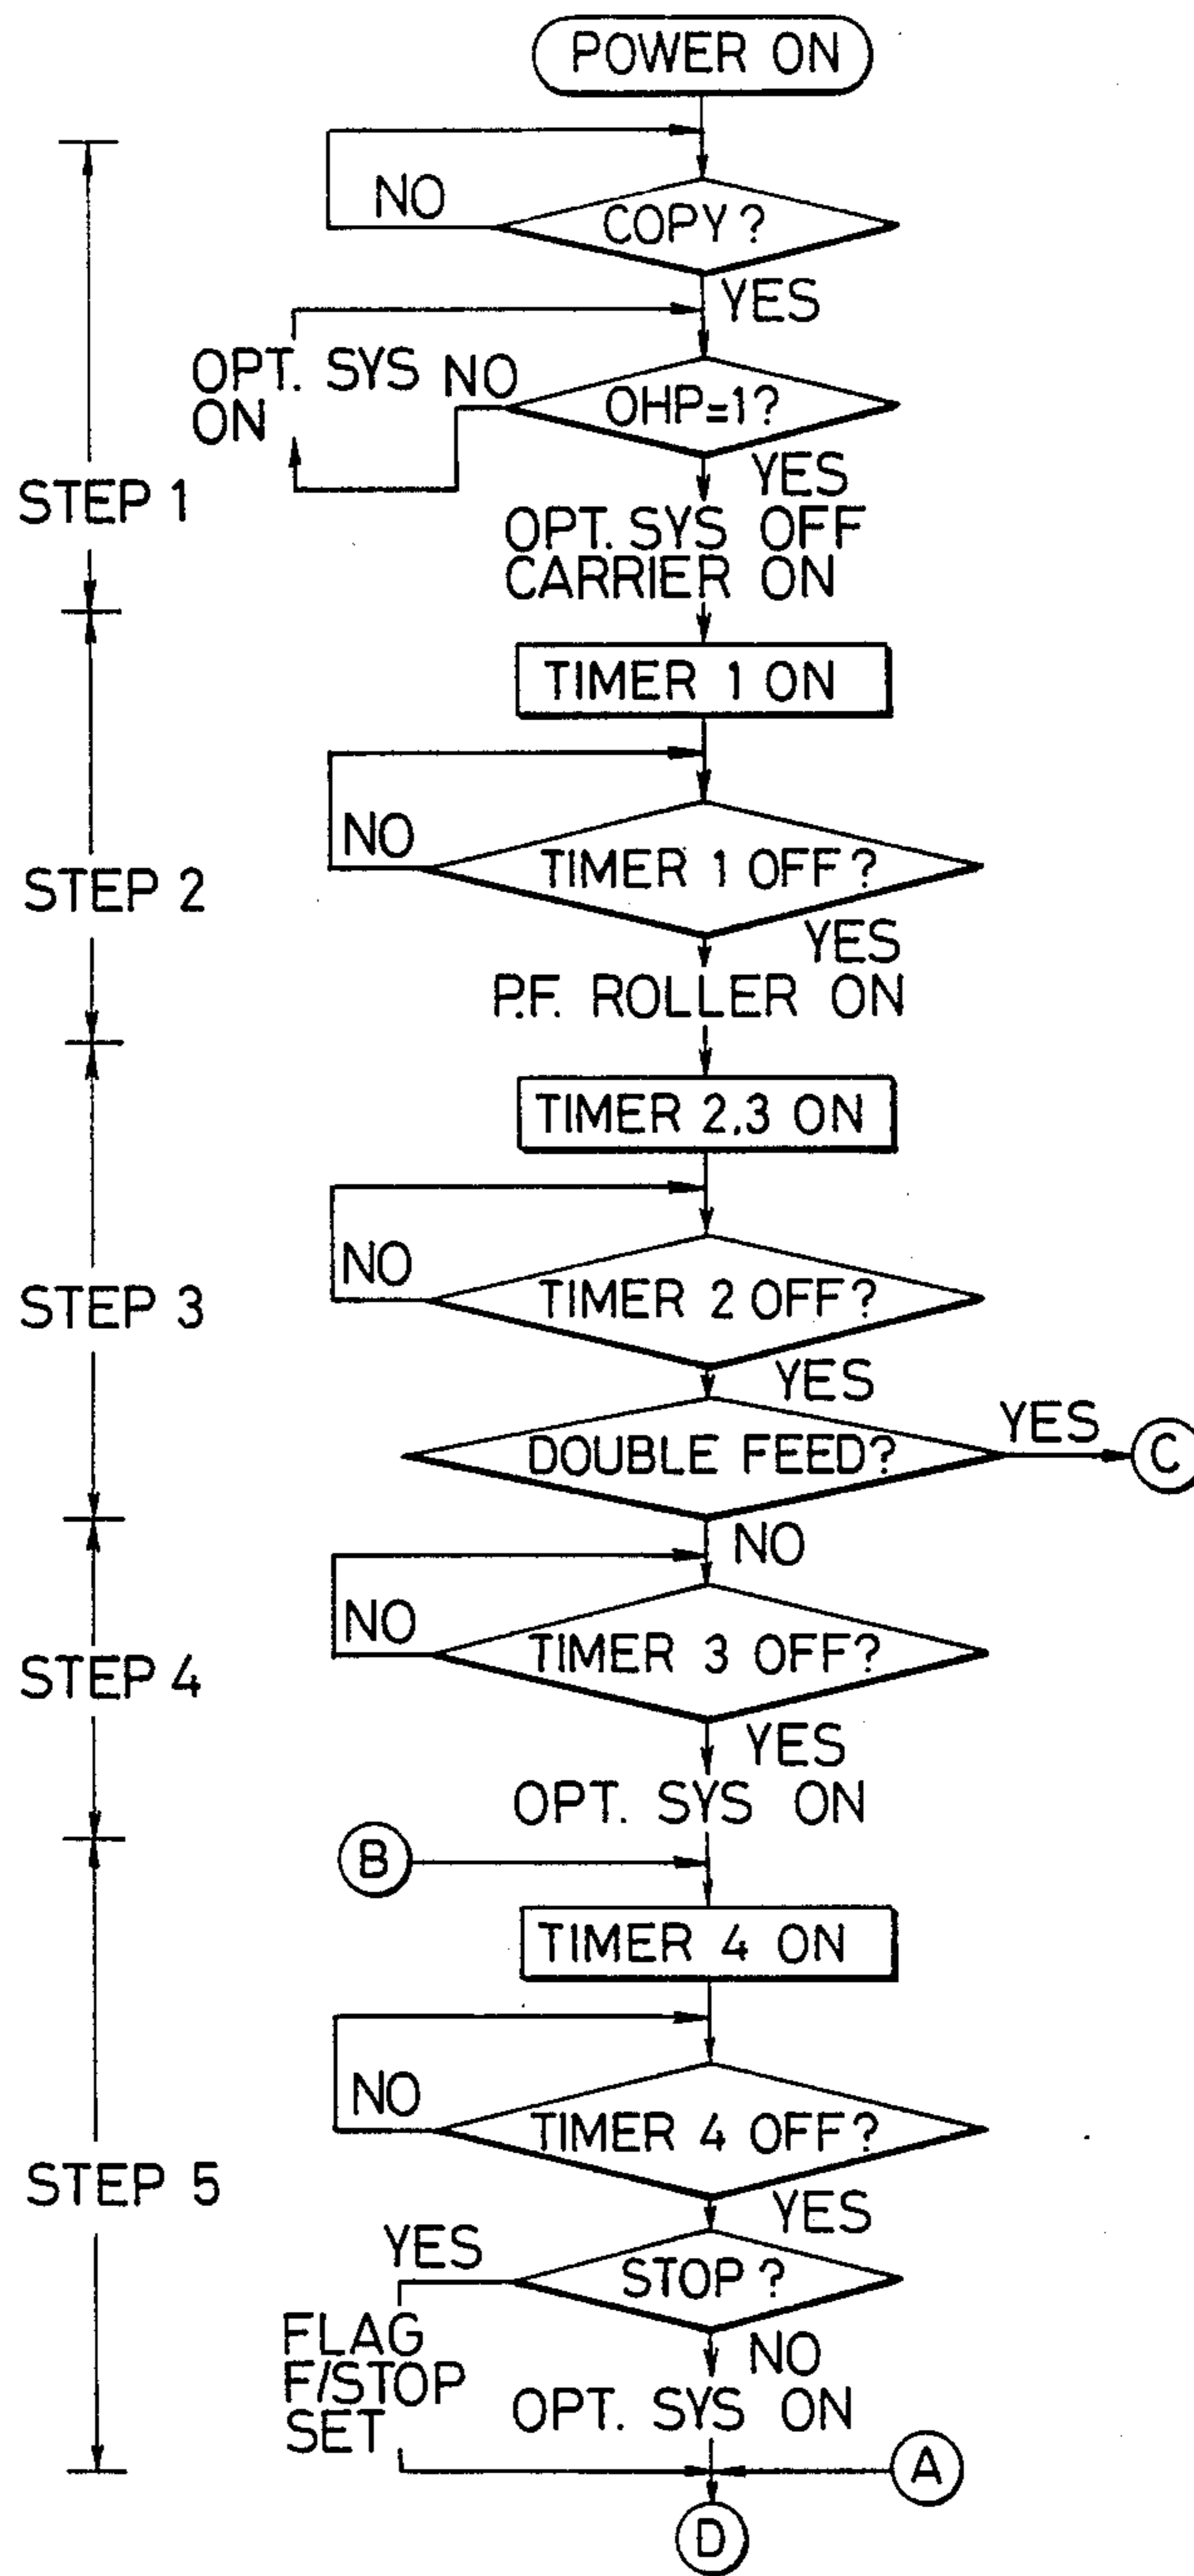 POWER ON
NO
COPY?
YES
OPT. SYS
ON
NO
OHP=1?
YES
STEP 1
OPT. SYS OFF
CARRIER ON
TIMER 1 ON
NO
TIMER 1 OFF?
STEP 2
YES
P.F. ROLLER ON
TIMER 2,3 ON
NO
TIMER 2 OFF?
STEP 3
YES
DOUBLE FEED?
YES
C
NO
NO
TIMER 3 OFF?
STEP 4
YES
OPT. SYS ON
B
TIMER 4 ON
NO
TIMER 4 OFF?
STEP 5
YES
YES
STOP?
FLAG
F/STOP
SET
NO
OPT. SYS ON
A
D